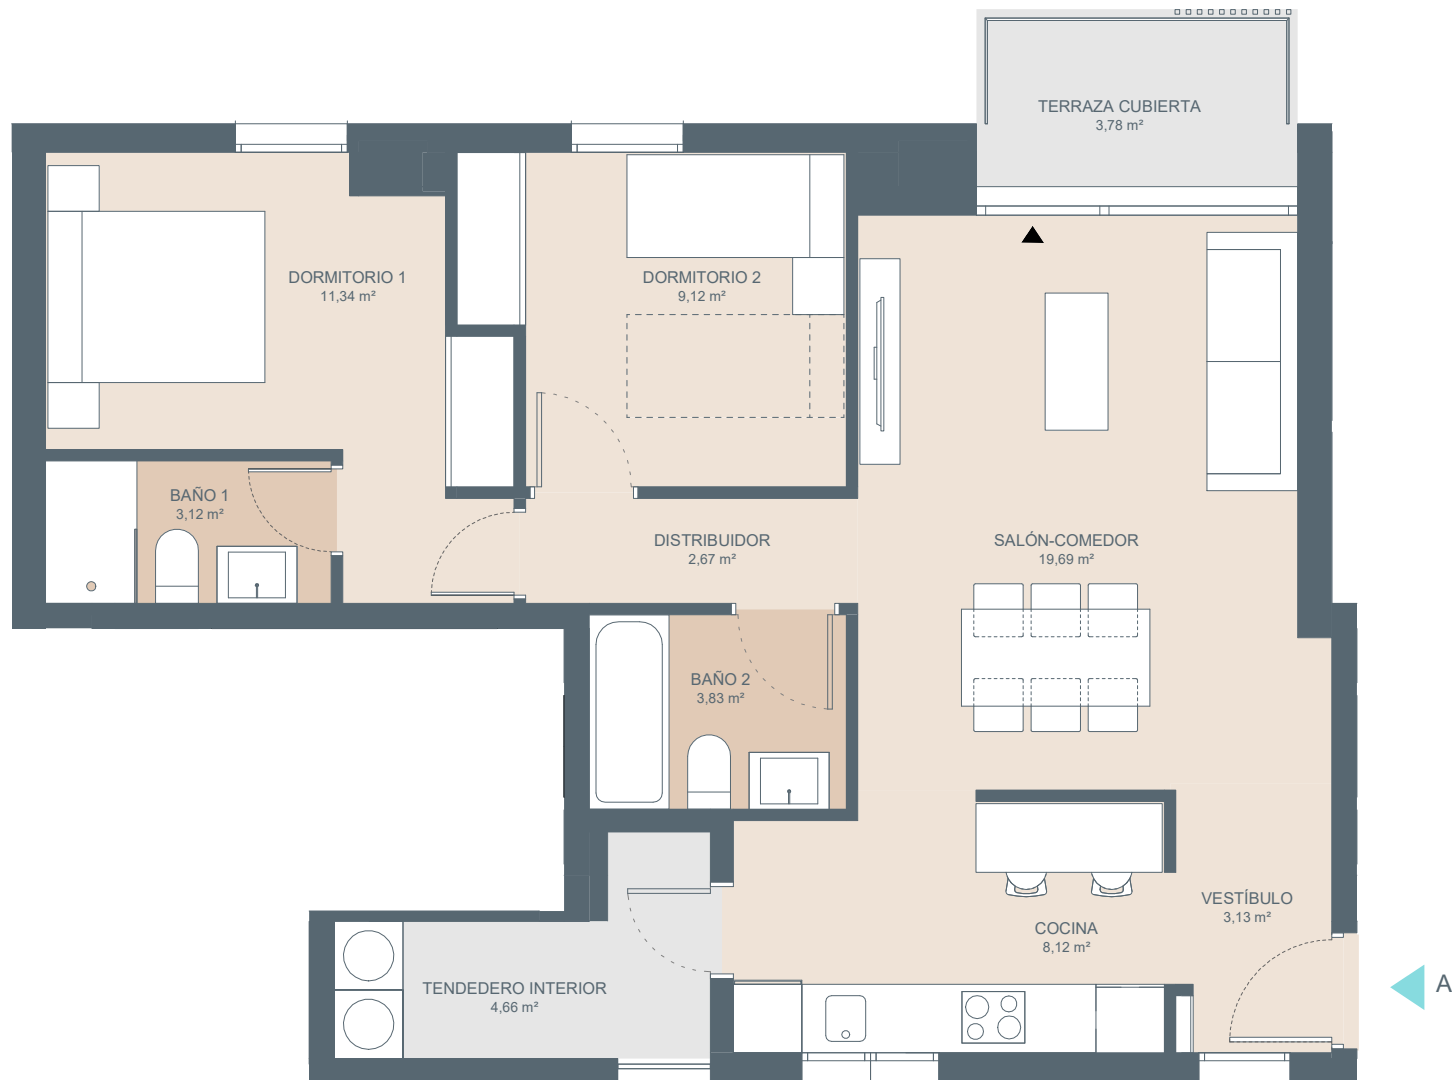 TERRAZA CUBIERTA
3,78 m²
DORMITORIO 1
11,34 m²
DORMITORIO 2
9,12 m²
BAÑO 1
3,12 m²
DISTRIBUIDOR
2,67 m²
SALÓN-COMEDOR
19,69 m²
BAÑO 2
3,83 m²
VESTÍBULO
3,13 m²
COCINA
8,12 m²
TENDEDERO INTERIOR
4,66 m²
A